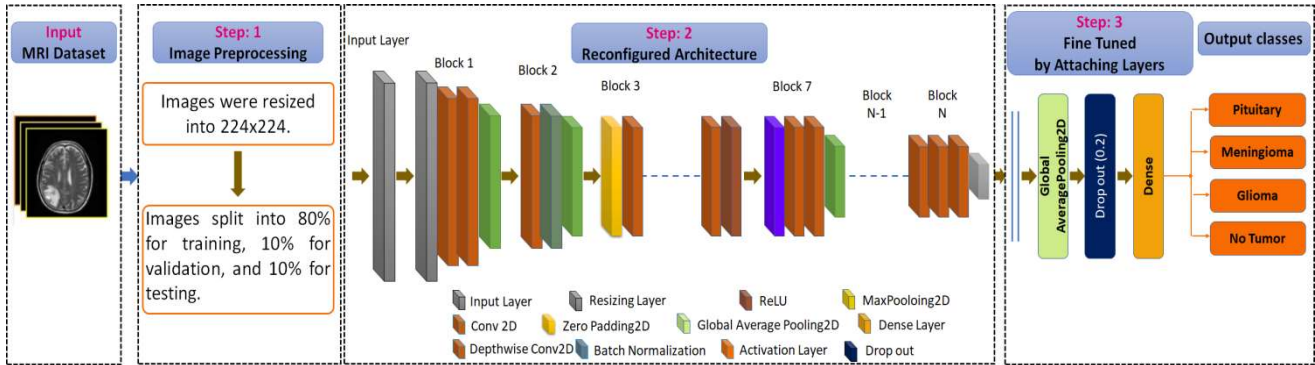 Input
MRI Dataset
Step: 1
Image Preprocessing
Images were resized
into 224x224.
Images split into 80%
for training, 10% for
validation, and 10% for
testing.
Step: 2
Reconfigured Architecture
Input Layer
Block 1
Block 2
Block 3
Block 7
Block
N-1
Block
N
Input Layer
Resizing Layer
ReLU
MaxPooloing2D
Conv 2D
Zero Padding2D
Global Average Pooling2D
Dense Layer
Depthwise Conv2D
Batch Normalization
Activation Layer
Drop out
Step: 3
Fine Tuned
by Attaching Layers
Global
AveragePooling2D
Drop out (0.2)
Dense
Output classes
Pituitary
Meningioma
Glioma
No Tumor